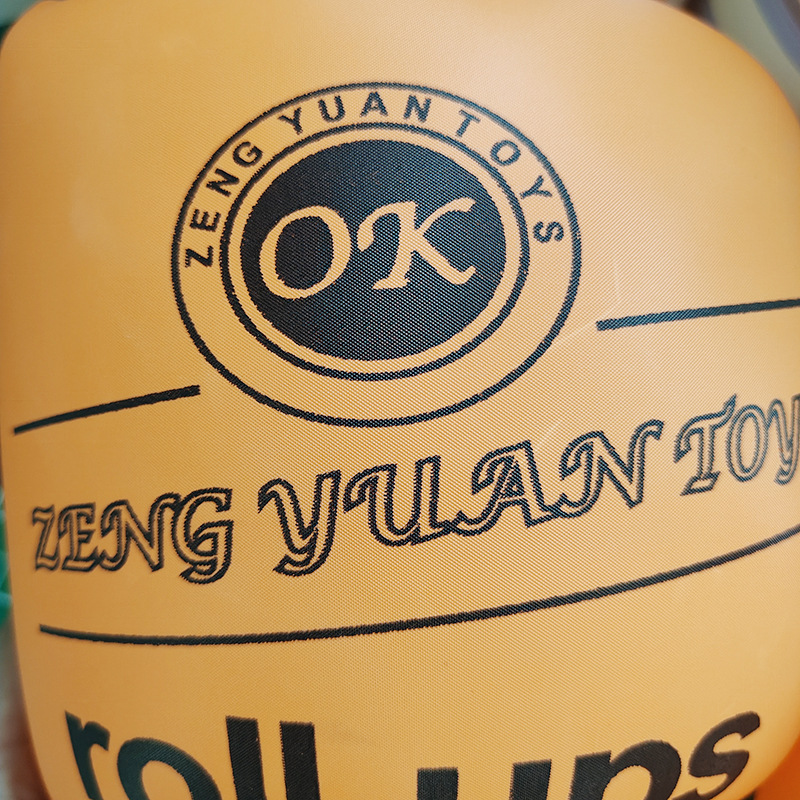 ZENG YUAN TOYS
OK
ZENG YUAN TOY
roll ups